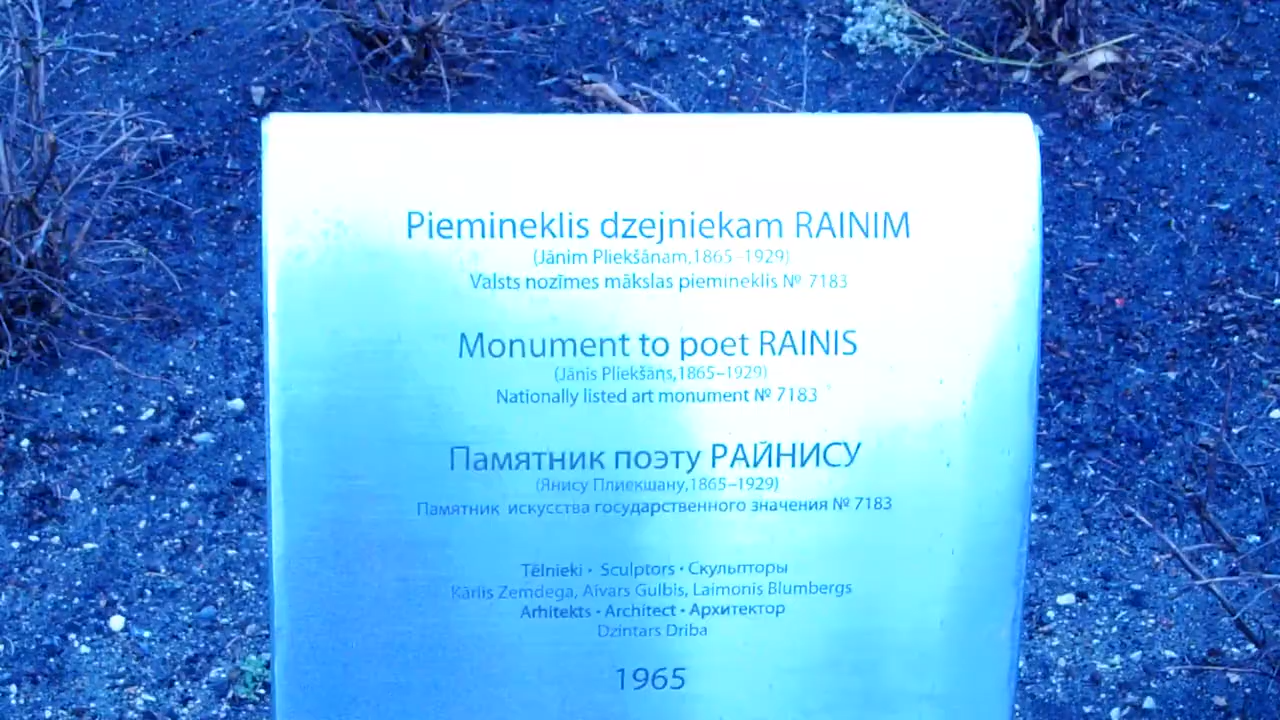 Piemineklis dzejniekam RAINIM
(Jānim Pliekšānam,1865–1929)
Valsts nozīmes mākslas piemineklis № 7183
Monument to poet RAINIS
(Jānis Pliekšāns,1865–1929)
Nationally listed art monument № 7183
Памятник поэту РАЙНИСУ
(Янису Плиекшану,1865–1929)
Памятник искусства государственного значения № 7183
Tēlnieki • Sculptors • Скульпторы
Kārlis Zemdega, Aivars Gulbis, Laimonis Blumbergs
Arhitekts • Architect • Архитектор
Dzintars Driba
1965